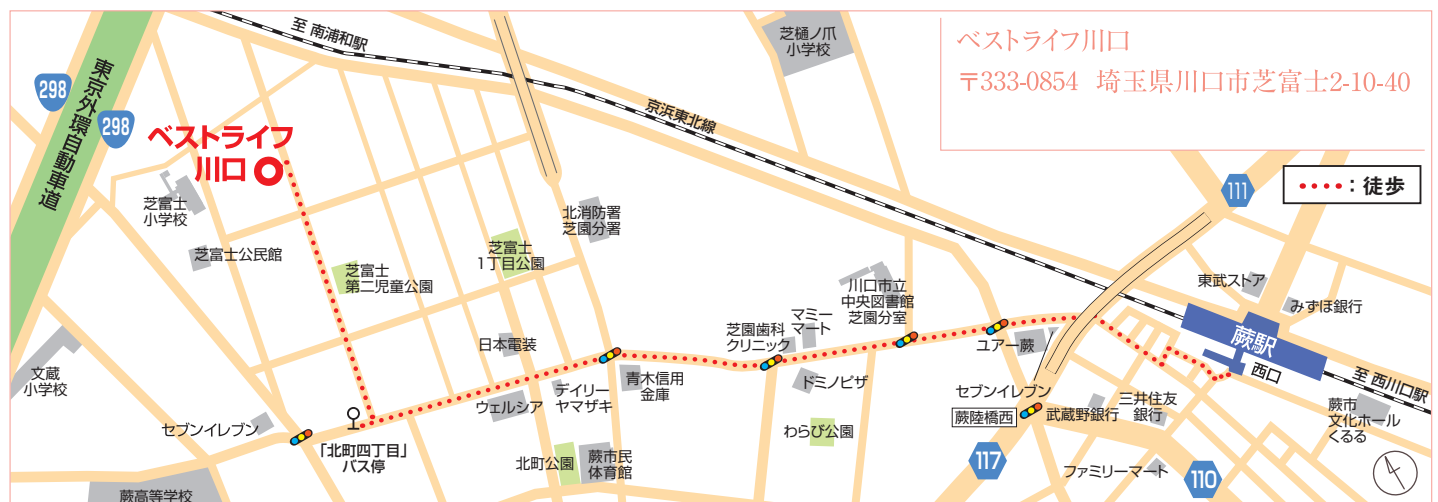 至 南浦和駅
芝樋ノ爪
小学校
ベストライフ川口
〒333-0854 埼玉県川口市芝富士2-10-40
298
東京外環自動車道
298
京浜東北線
ベストライフ
川口
111
••••：徒歩
芝富士
小学校
北消防署
芝園分署
芝富士公民館
芝富士
1丁目公園
芝富士
第二児童公園
川口市立
中央図書館
芝園分室
東武ストア
みずほ銀行
マミー
マート
芝園歯科
クリニック
日本電装
ユアー蕨
蕨駅
西口
至 西川口駅
文蔵
小学校
デイリー
ヤマザキ
青木信用
金庫
ドミノピザ
ウェルシア
セブンイレブン
三井住友
銀行
武蔵野銀行
蕨陸橋西
蕨市
文化ホール
くるる
セブンイレブン
わらび公園
「北町四丁目」
バス停
北町公園
蕨市民
体育館
117
ファミリーマート
110
蕨高等学校